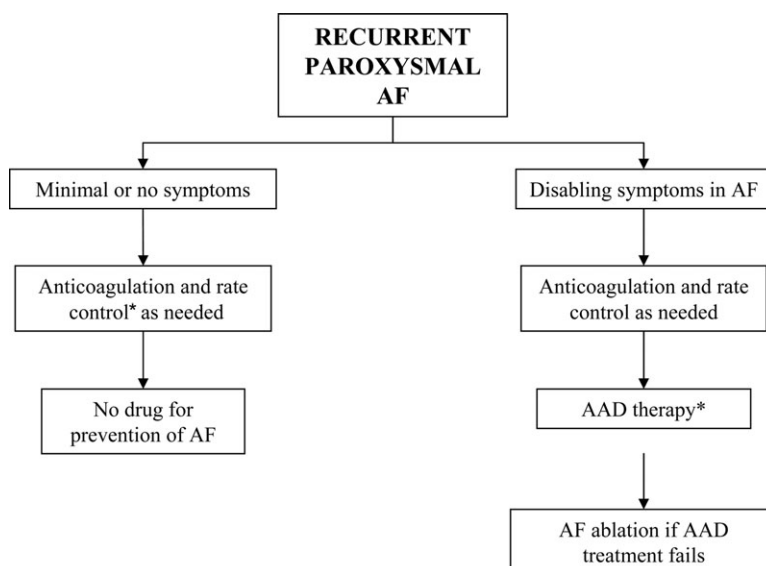 RECURRENT
PAROXYSMAL
AF
Minimal or no symptoms
Disabling symptoms in AF
Anticoagulation and rate
control* as needed
Anticoagulation and rate
control as needed
No drug for
prevention of AF
AAD therapy*
AF ablation if AAD
treatment fails